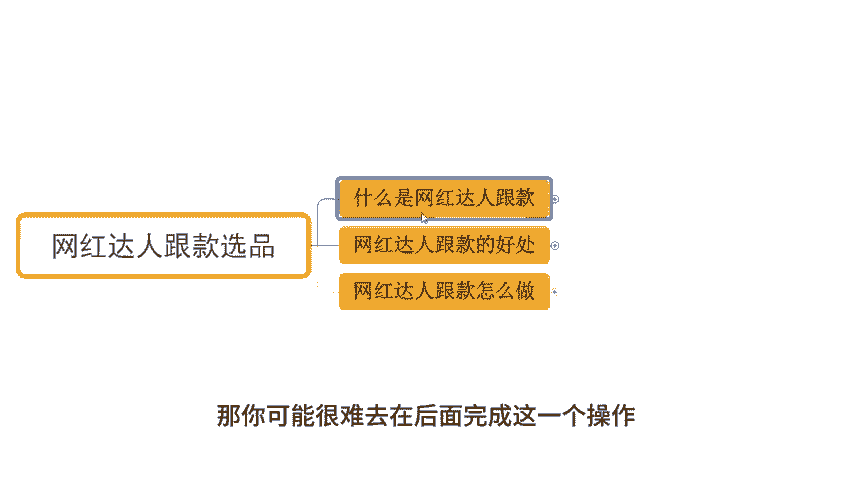 什么是网红达人跟款
网红达人跟款选品
网红达人跟款的好处
网红达人跟款怎么做
那你可能很难去在后面完成这一个操作